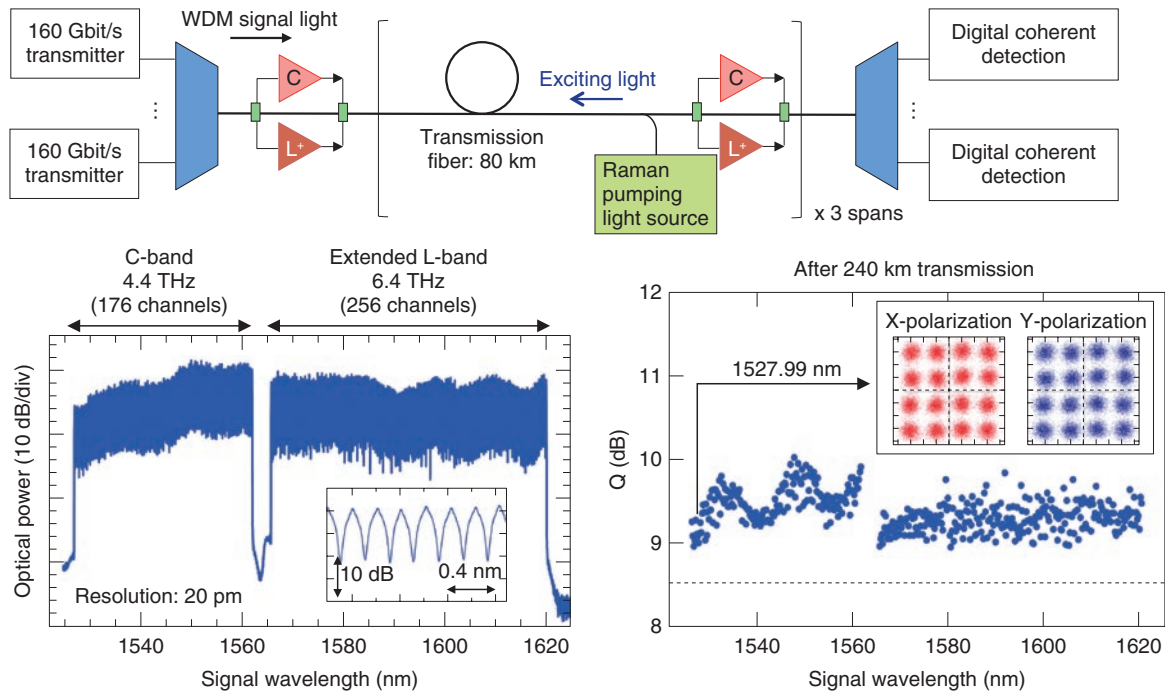 160 Gbit/s
transmitter
⋮
160 Gbit/s
transmitter
WDM signal light
C
L+
Transmission
fiber: 80 km
Exciting light
Raman
pumping
light source
C
L+
x 3 spans
Digital coherent
detection
⋮
Digital coherent
detection
C-band
4.4 THz
(176 channels)
Extended L-band
6.4 THz
(256 channels)
Optical power (10 dB/div)
10 dB
0.4 nm
Resolution: 20 pm
1540
1560
1580
1600
1620
Signal wavelength (nm)
After 240 km transmission
12
11
10
9
8
Q (dB)
X-polarization
Y-polarization
1527.99 nm
1540
1560
1580
1600
1620
Signal wavelength (nm)